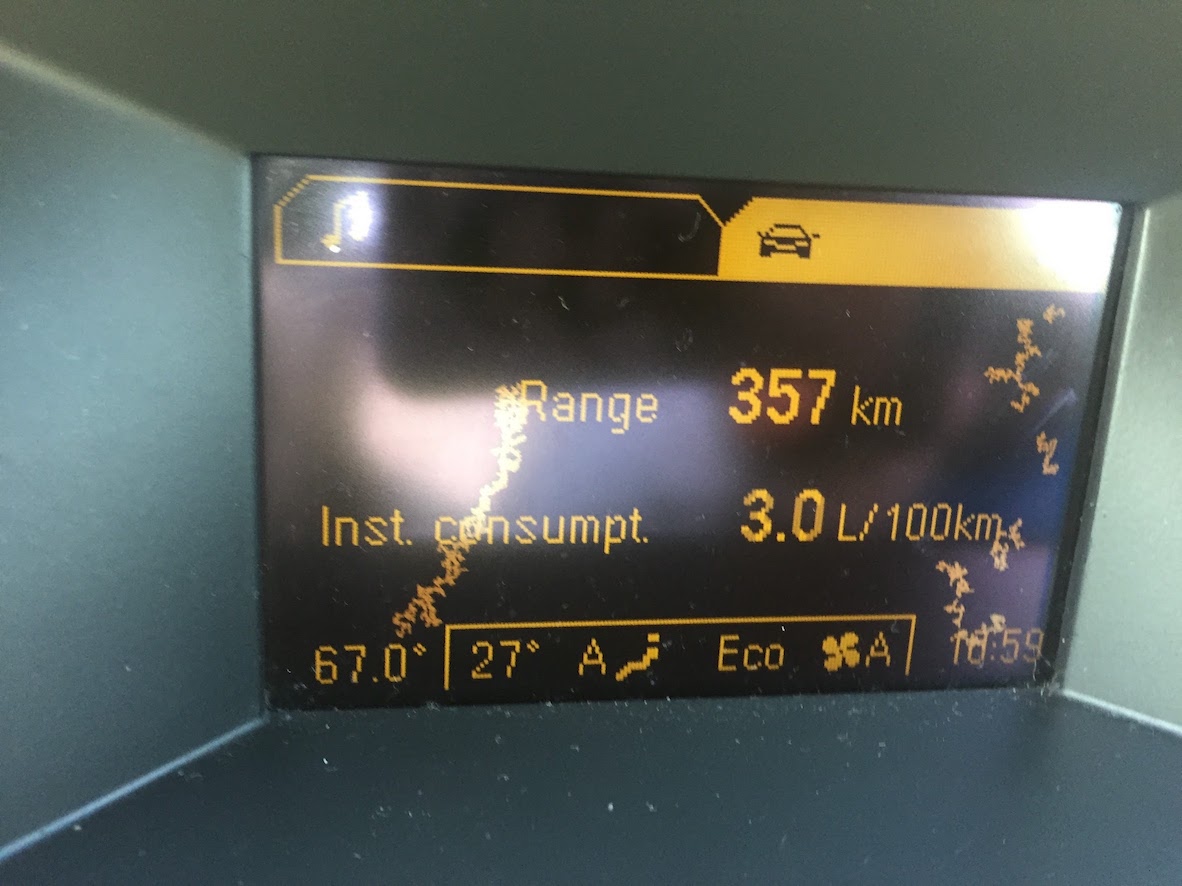 Range 357 km
Inst. consumpt. 3.0 L/100km
67.0° 27° A Eco A